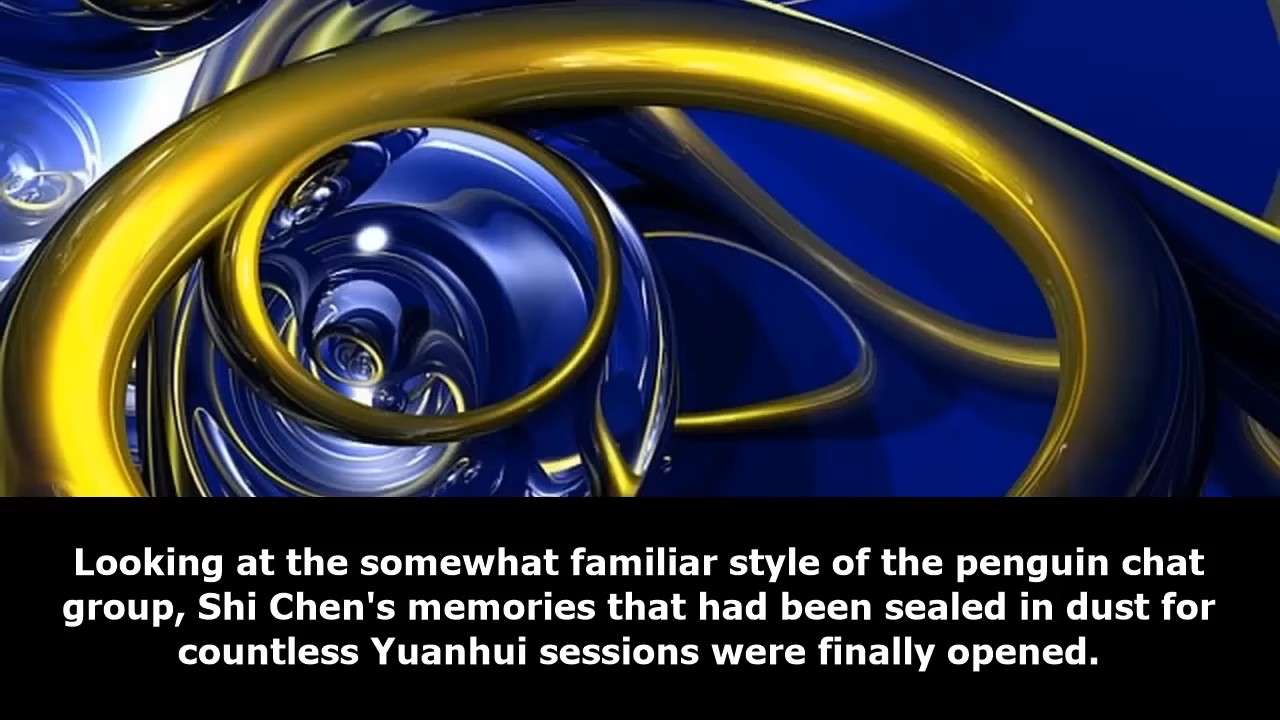 Looking at the somewhat familiar style of the penguin chat
group, Shi Chen's memories that had been sealed in dust for
countless Yuanhui sessions were finally opened.